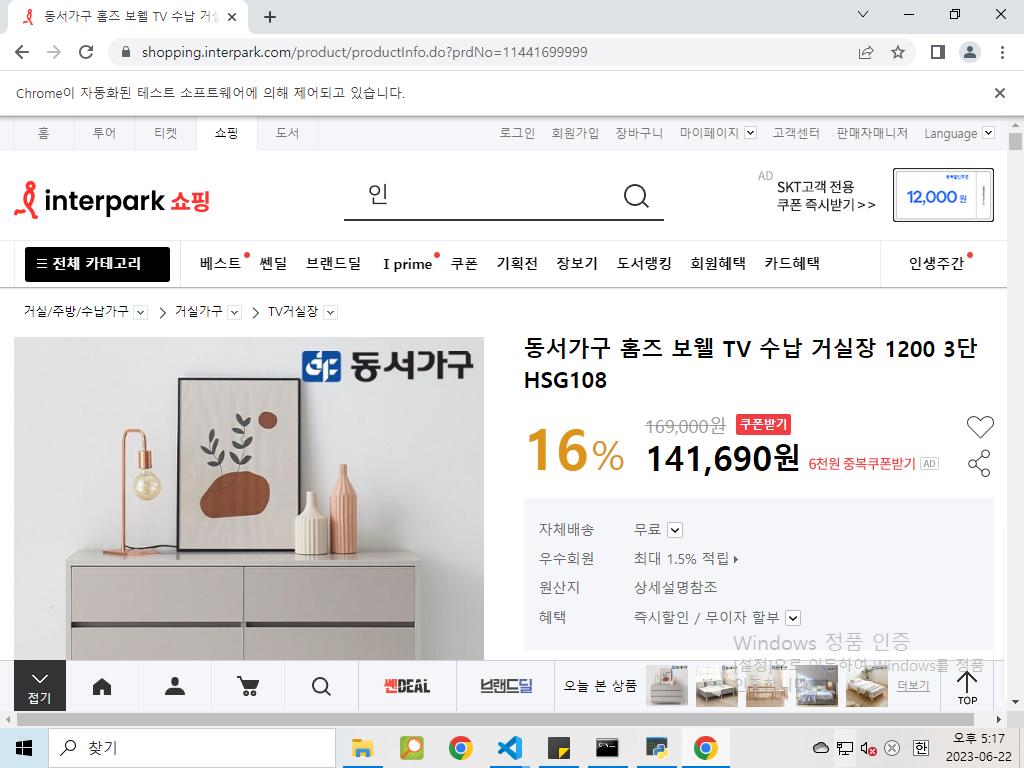 동서가구 홈즈 보웰 TV 수납 거실
shopping.interpark.com/product/productInfo.do?prdNo=11441699999
Chrome이 자동화된 테스트 소프트웨어에 의해 제어되고 있습니다.
홈 투어 티켓 쇼핑 도서 로그인 회원가입 장바구니 마이페이지 고객센터 판매자매니저 Language
interpark 쇼핑
인
AD
SKT고객 전용
쿠폰 즉시받기>>
12,000원
전체 카테고리 베스트 쎈딜 브랜드딜 I prime 쿠폰 기획전 장보기 도서랭킹 회원혜택 카드혜택 인생주간
거실/주방/수납가구 > 거실가구 > TV거실장
동서가구
동서가구 홈즈 보웰 TV 수납 거실장 1200 3단
HSG108
16%
169,000원 쿠폰받기
141,690원 6천원 중복쿠폰받기 AD
자체배송 무료
우수회원 최대 1.5% 적립
원산지 상세설명참조
혜택 즉시할인 / 무이자 할부
Windows 정품 인증
[설정]으로 이동하여 Windows를 정품
접기
쎈DEAL
브랜드딜
오늘 본 상품
더보기
TOP
찾기
한
오후 5:17
2023-06-22